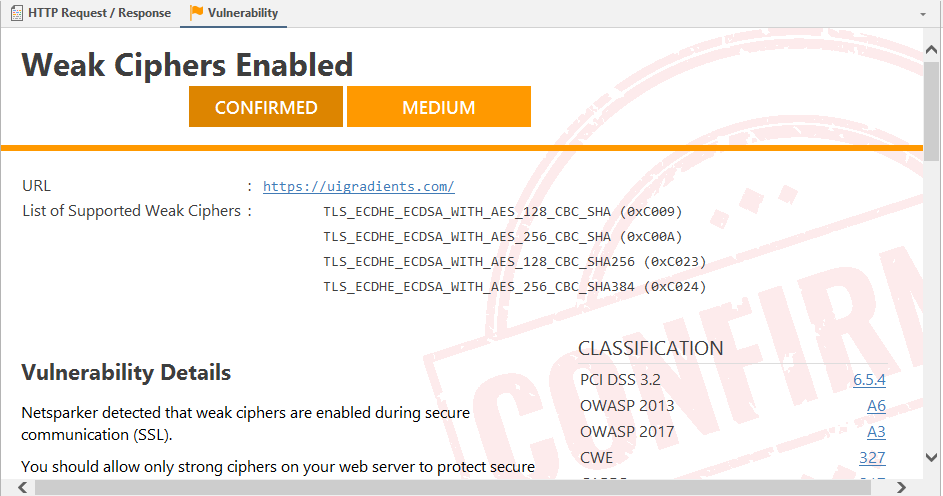 HTTP Request / Response Vulnerability
Weak Ciphers Enabled
CONFIRMED MEDIUM
URL : https://uigradients.com/
List of Supported Weak Ciphers : TLS_ECDHE_ECDSA_WITH_AES_128_CBC_SHA (0xC009)
TLS_ECDHE_ECDSA_WITH_AES_256_CBC_SHA (0xC00A)
TLS_ECDHE_ECDSA_WITH_AES_128_CBC_SHA256 (0xC023)
TLS_ECDHE_ECDSA_WITH_AES_256_CBC_SHA384 (0xC024)
CONFIRM
Vulnerability Details
Netsparker detected that weak ciphers are enabled during secure
communication (SSL).
You should allow only strong ciphers on your web server to protect secure
CLASSIFICATION
PCI DSS 3.2 6.5.4
OWASP 2013 A6
OWASP 2017 A3
CWE 327